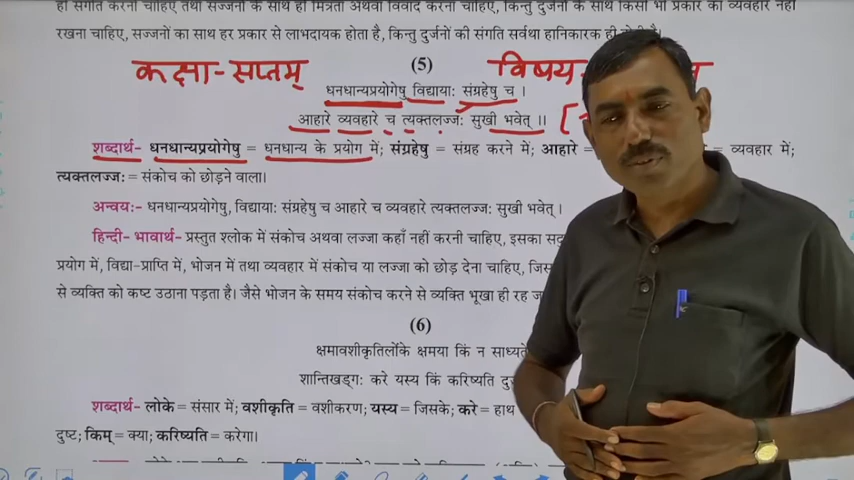 ही संगति करनी चाहिए तथा सज्जनों के साथ ही मित्रता अथवा विवाद करना चाहिए, किन्तु दुर्जनों के साथ किसी भी प्रकार का व्यवहार नहीं
रखना चाहिए, सज्जनों का साथ हर प्रकार से लाभदायक होता है, किन्तु दुर्जनों की संगति सर्वथा हानिकारक ही होती है।
कक्षा-सप्तम् (5) विषय-
धनधान्यप्रयोगेषु विद्याया: संग्रहेषु च ।
आहारे व्यवहारे च त्यक्तलज्ज: सुखी भवेत् ।।
शब्दार्थ- धनधान्यप्रयोगेषु = धनधान्य के प्रयोग में; संग्रहेषु = संग्रह करने में; आहारे = = व्यवहार में;
त्यक्तलज्ज: = संकोच को छोड़ने वाला।
अन्वय:- धनधान्यप्रयोगेषु, विद्याया: संग्रहेषु च आहारे च व्यवहारे त्यक्तलज्ज: सुखी भवेत् ।
हिन्दी- भावार्थ- प्रस्तुत श्लोक में संकोच अथवा लज्जा कहाँ नहीं करनी चाहिए, इसका
प्रयोग में, विद्या-प्राप्ति में, भोजन में तथा व्यवहार में संकोच या लज्जा को छोड़ देना चाहिए,
से व्यक्ति को कष्ट उठाना पड़ता है। जैसे भोजन के समय संकोच करने से व्यक्ति भूखा ही रह
(6)
क्षमावशीकृतिर्लोके क्षमया किं न साध्यते
शान्तिखड्ग: करे यस्य किं करिष्यति
शब्दार्थ- लोके = संसार में; वशीकृति = वशीकरण; यस्य = जिसके; करे = हाथ
दुष्ट; किम् = क्या; करिष्यति = करेगा।